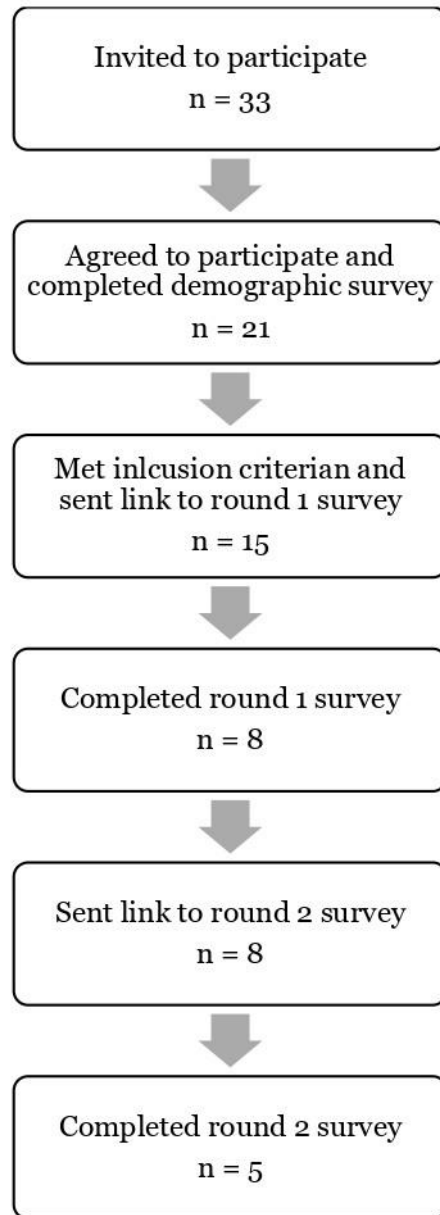 Invited to participate
n = 33
Agreed to participate and
completed demographic survey
n = 21
Met inlcusion criterian and
sent link to round 1 survey
n = 15
Completed round 1 survey
n = 8
Sent link to round 2 survey
n = 8
Completed round 2 survey
n = 5